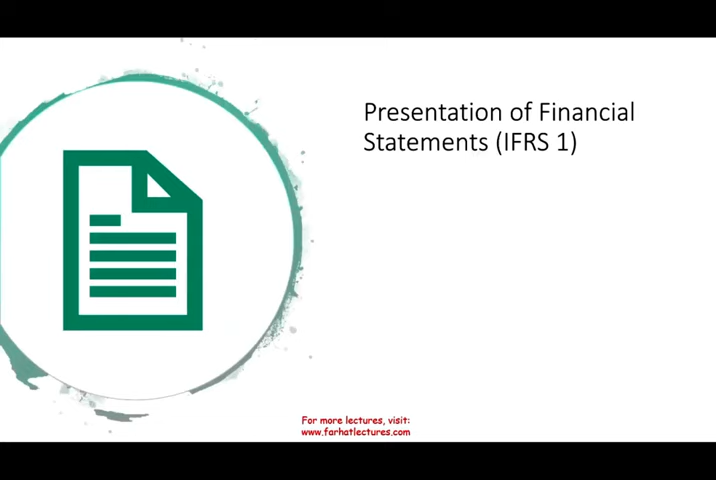 Presentation of Financial
Statements (IFRS 1)
For more lectures, visit:
www.farhatlectures.com